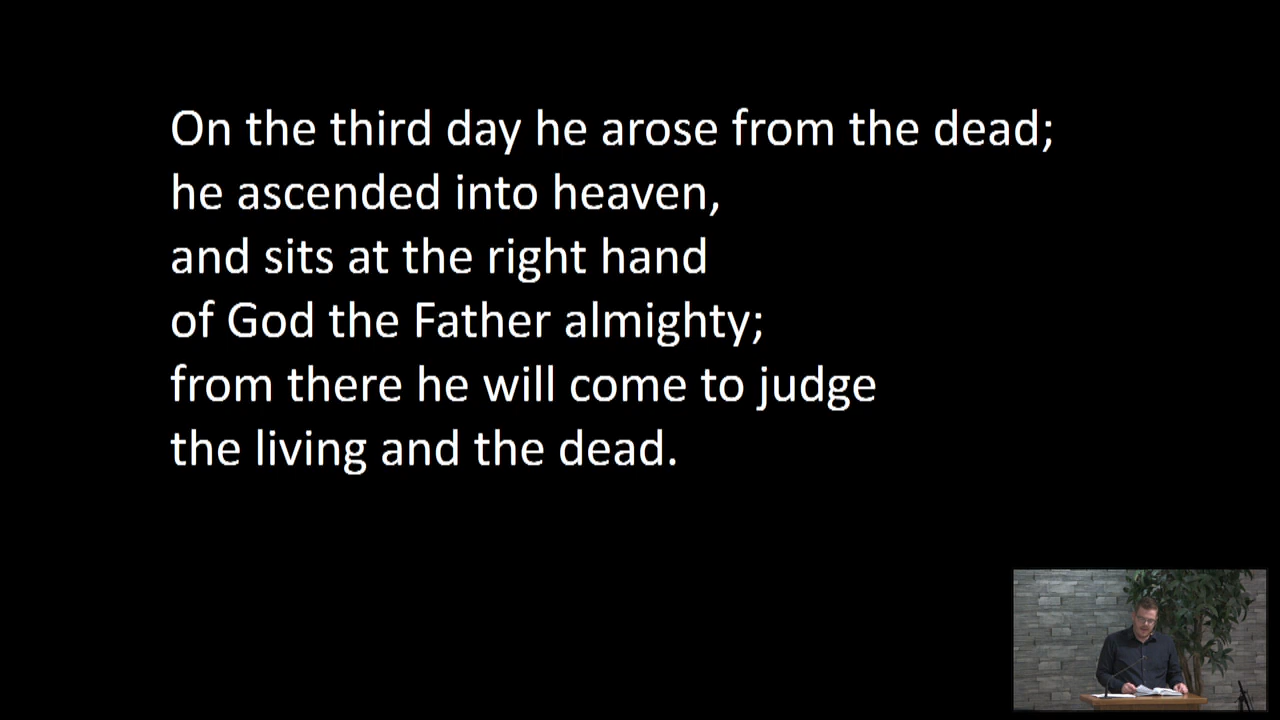 On the third day he arose from the dead;
he ascended into heaven,
and sits at the right hand
of God the Father almighty;
from there he will come to judge
the living and the dead.